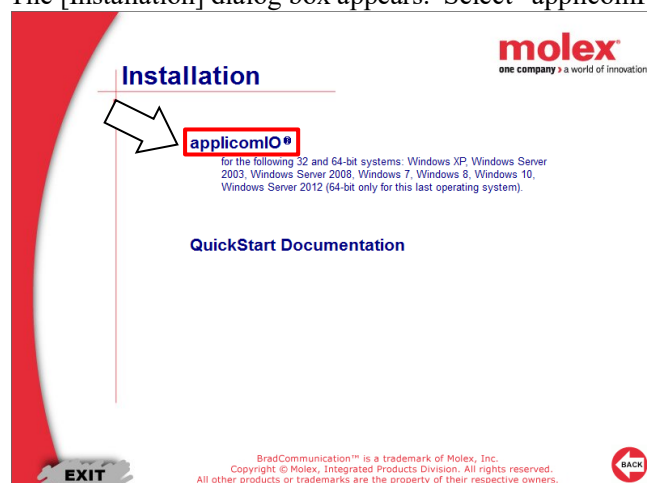 The [Installation] dialog box appears. Select "applicomI
molex
one company > a world of innovation
Installation
applicomIO®
for the following 32 and 64-bit systems: Windows XP, Windows Server
2003, Windows Server 2008, Windows 7, Windows 8, Windows 10,
Windows Server 2012 (64-bit only for this last operating system).
QuickStart Documentation
BradCommunication™ is a trademark of Molex, Inc.
Copyright © Molex, Integrated Products Division. All rights reserved.
All other products or trademarks are the property of their respective owners.
EXIT
BACK